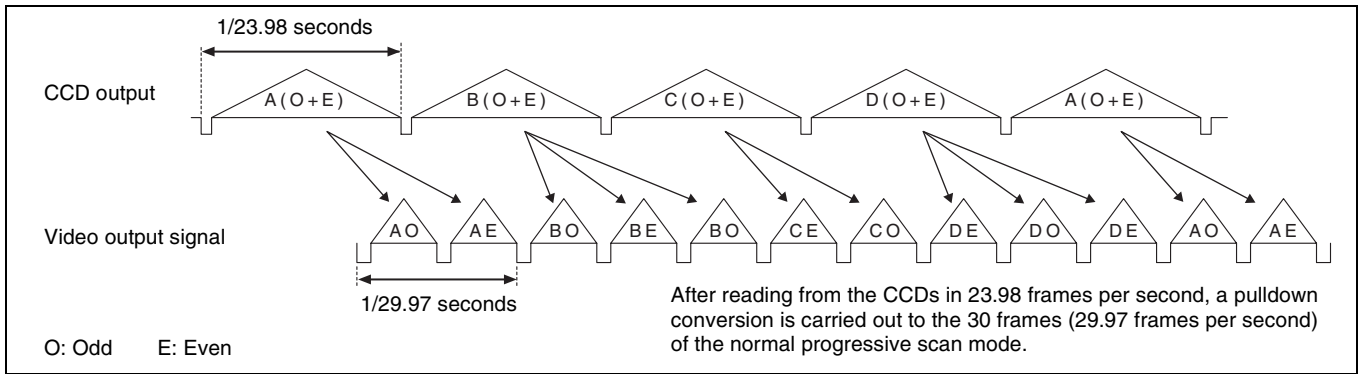 1/23.98 seconds
CCD output
A(O+E) B(O+E) C(O+E) D(O+E) A(O+E)
Video output signal
AO AE BO BE BO CE CO DE DO DE AO AE
1/29.97 seconds
After reading from the CCDs in 23.98 frames per second, a pulldown
conversion is carried out to the 30 frames (29.97 frames per second)
of the normal progressive scan mode.
O: Odd E: Even